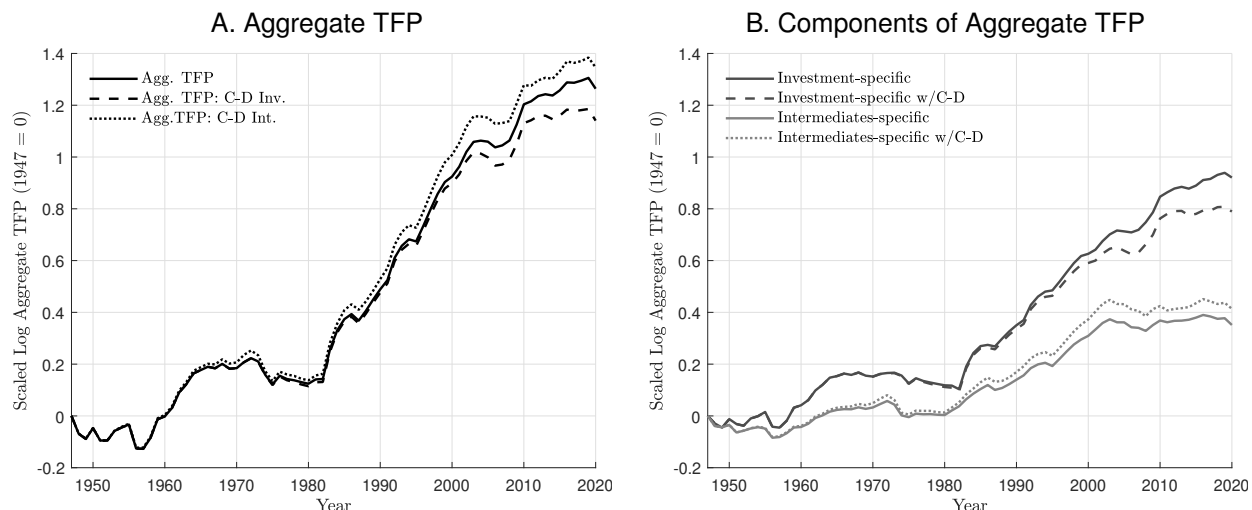 A. Aggregate TFP
1.4
1.2
1
0.8
0.6
0.4
0.2
0
-0.2
Scaled Log Aggregate TFP (1947 = 0)
Agg. TFP
Agg. TFP: C-D Inv.
Agg.TFP: C-D Int.
1950 1960 1970 1980 1990 2000 2010 2020
Year
B. Components of Aggregate TFP
1.4
1.2
1
0.8
0.6
0.4
0.2
0
-0.2
Scaled Log Aggregate TFP (1947 = 0)
Investment-specific
Investment-specific w/C-D
Intermediates-specific
Intermediates-specific w/C-D
1950 1960 1970 1980 1990 2000 2010 2020
Year